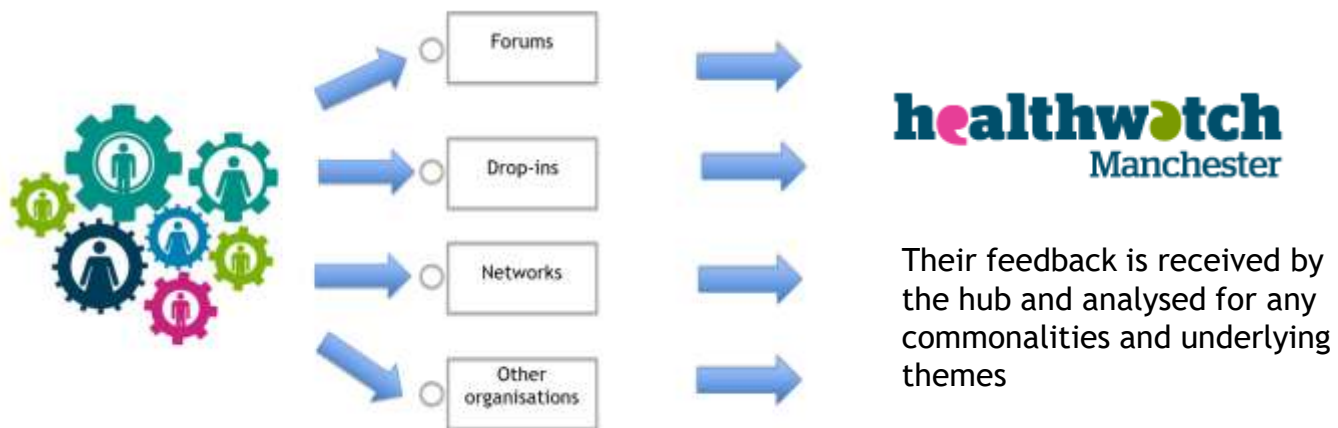 Forums
Drop-ins
Networks
Other
organisations
healthwatch
Manchester
Their feedback is received by
the hub and analysed for any
commonalities and underlying
themes